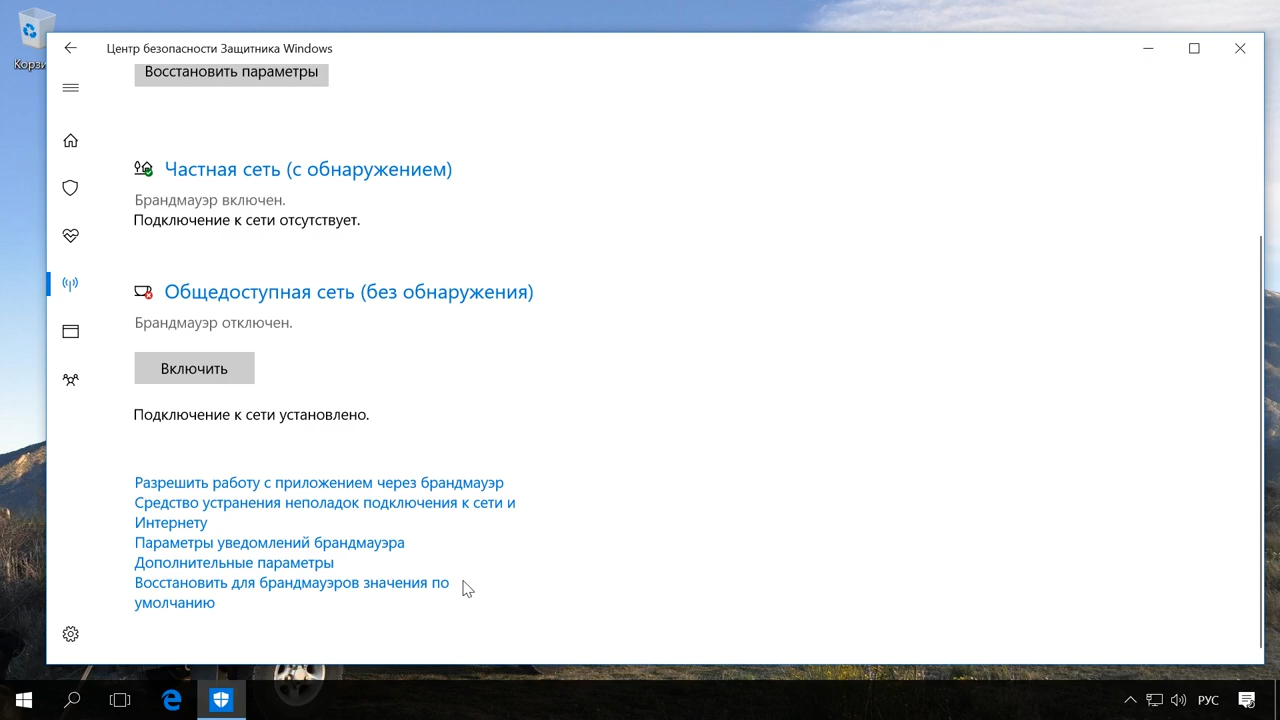 Корзи
Центр безопасности Защитника Windows
Восстановить параметры
Частная сеть (с обнаружением)
Брандмауэр включен.
Подключение к сети отсутствует.
Общедоступная сеть (без обнаружения)
Брандмауэр отключен.
Включить
Подключение к сети установлено.
Разрешить работу с приложением через брандмауэр
Средство устранения неполадок подключения к сети и
Интернету
Параметры уведомлений брандмауэра
Дополнительные параметры
Восстановить для брандмауэров значения по
умолчанию
РУС